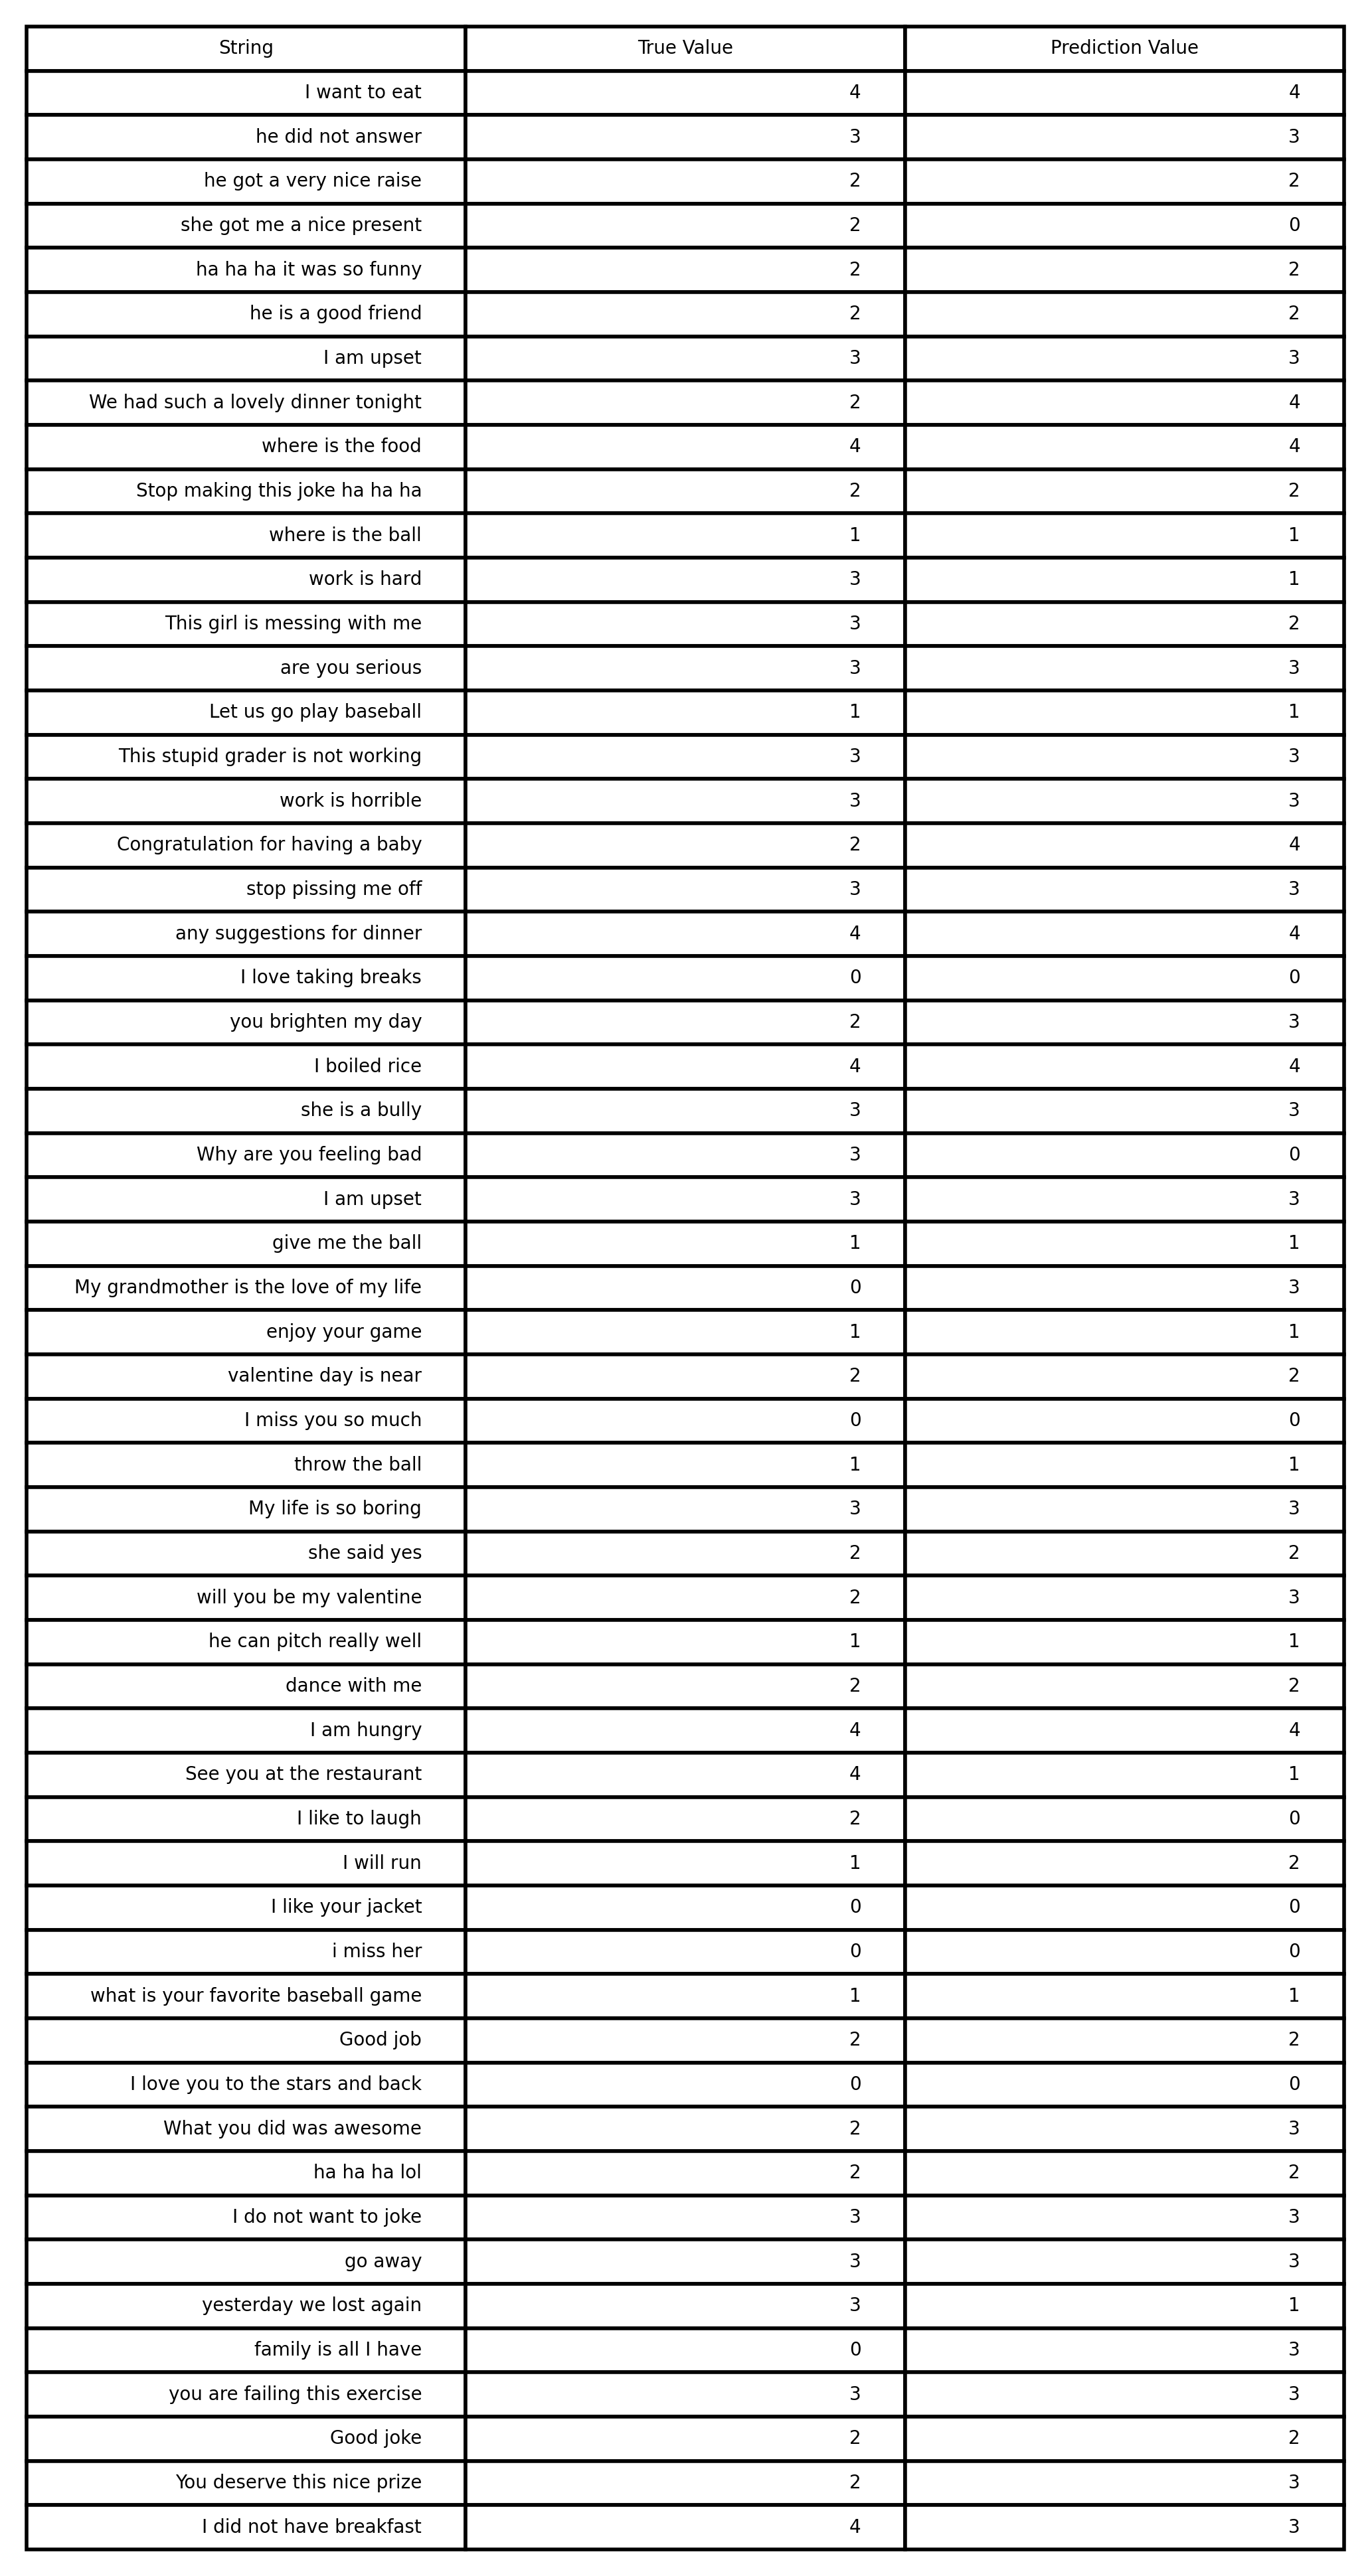 String True Value Prediction Value
I want to eat 4 4
he did not answer 3 3
he got a very nice raise 2 2
she got me a nice present 2 0
ha ha ha it was so funny 2 2
he is a good friend 2 2
I am upset 3 3
We had such a lovely dinner tonight 2 4
where is the food 4 4
Stop making this joke ha ha ha 2 2
where is the ball 1 1
work is hard 3 1
This girl is messing with me 3 2
are you serious 3 3
Let us go play baseball 1 1
This stupid grader is not working 3 3
work is horrible 3 3
Congratulation for having a baby 2 4
stop pissing me off 3 3
any suggestions for dinner 4 4
I love taking breaks 0 0
you brighten my day 2 3
I boiled rice 4 4
she is a bully 3 3
Why are you feeling bad 3 0
I am upset 3 3
give me the ball 1 1
My grandmother is the love of my life 0 3
enjoy your game 1 1
valentine day is near 2 2
I miss you so much 0 0
throw the ball 1 1
My life is so boring 3 3
she said yes 2 2
will you be my valentine 2 3
he can pitch really well 1 1
dance with me 2 2
I am hungry 4 4
See you at the restaurant 4 1
I like to laugh 2 0
I will run 1 2
I like your jacket 0 0
i miss her 0 0
what is your favorite baseball game 1 1
Good job 2 2
I love you to the stars and back 0 0
What you did was awesome 2 3
ha ha ha lol 2 2
I do not want to joke 3 3
go away 3 3
yesterday we lost again 3 1
family is all I have 0 3
you are failing this exercise 3 3
Good joke 2 2
You deserve this nice prize 2 3
I did not have breakfast 4 3